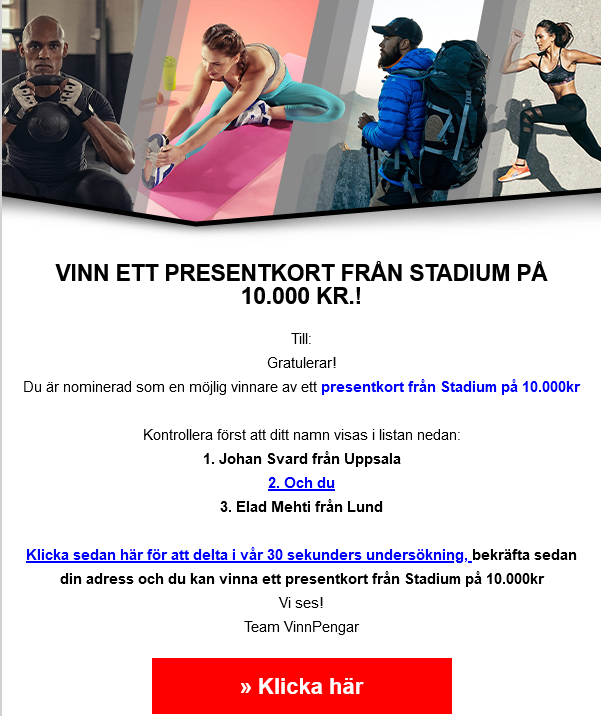 VINN ETT PRESENTKORT FRÅN STADIUM PÅ
10.000 KR.!
Till:
Gratulerar!
Du är nominerad som en möjlig vinnare av ett presentkort från Stadium på 10.000kr
Kontrollera först att ditt namn visas i listan nedan:
1. Johan Svard från Uppsala
2. Och du
3. Elad Mehti från Lund
Klicka sedan här för att delta i vår 30 sekunders undersökning, bekräfta sedan
din adress och du kan vinna ett presentkort från Stadium på 10.000kr
Vi ses!
Team VinnPengar
» Klicka här